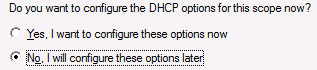 Do you want to configure the DHCP options for this scope now?
Yes, I want to configure these options now
No, I will configure these options later